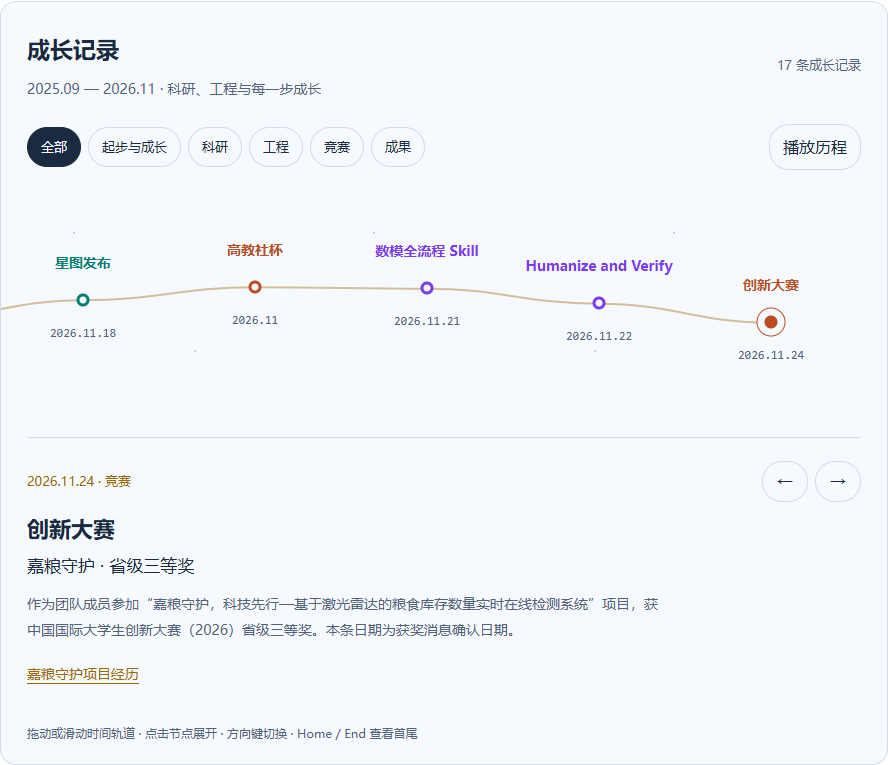 成长记录
17 条成长记录
2025.09 — 2026.11 · 科研、工程与每一步成长
全部
起步与成长
科研
工程
竞赛
成果
播放历程
星图发布
高教社杯
数模全流程 Skill
Humanize and Verify
创新大赛
2026.11.18
2026.11
2026.11.21
2026.11.22
2026.11.24
2026.11.24 · 竞赛
←
→
创新大赛
嘉粮守护 · 省级三等奖
作为团队成员参加“嘉粮守护，科技先行—基于激光雷达的粮食库存数量实时在线检测系统”项目，获
中国国际大学生创新大赛（2026）省级三等奖。本条日期为获奖消息确认日期。
嘉粮守护项目经历
拖动或滑动时间轨道 · 点击节点展开 · 方向键切换 · Home / End 查看首尾